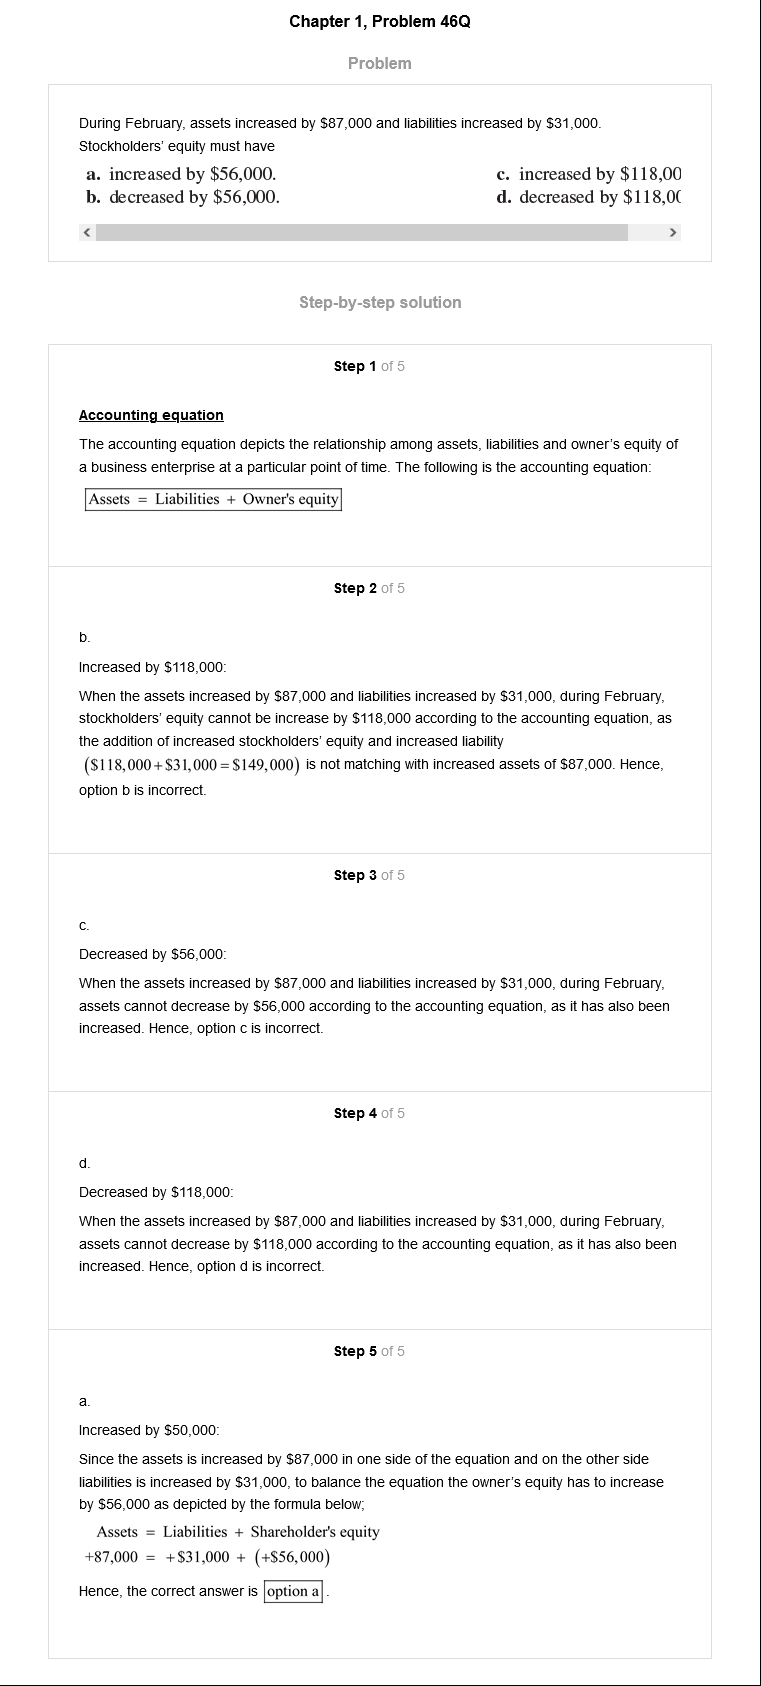 Chapter 1, Problem 46Q
Problem
During February, assets increased by $87,000 and liabilities increased by $31,000.
Stockholders' equity must have
a. increased by $56,000.
b. decreased by $56,000.
c. increased by $118,00
d. decreased by $118,0
Step-by-step solution
Step 1 of 5
Accounting equation
The accounting equation depicts the relationship among assets, liabilities and owner's equity of
a business enterprise at a particular point of time. The following is the accounting equation:
Assets = Liabilities + Owner's equity
Step 2 of 5
b.
Increased by $118,000:
When the assets increased by $87,000 and liabilities increased by $31,000, during February,
stockholders' equity cannot be increase by $118,000 according to the accounting equation, as
the addition of increased stockholders' equity and increased liability
($118,000+$31,000=$149,000) is not matching with increased assets of $87,000. Hence,
option b is incorrect.
Step 3 of 5
c.
Decreased by $56,000:
When the assets increased by $87,000 and liabilities increased by $31,000, during February,
assets cannot decrease by $56,000 according to the accounting equation, as it has also been
increased. Hence, option c is incorrect.
Step 4 of 5
d.
Decreased by $118,000:
When the assets increased by $87,000 and liabilities increased by $31,000, during February,
assets cannot decrease by $118,000 according to the accounting equation, as it has also been
increased. Hence, option d is incorrect.
Step 5 of 5
a.
Increased by $50,000:
Since the assets is increased by $87,000 in one side of the equation and on the other side
liabilities is increased by $31,000, to balance the equation the owner's equity has to increase
by $56,000 as depicted by the formula below;
Assets = Liabilities + Shareholder's equity
+87,000 = +$31,000 + (+$56,000)
Hence, the correct answer is option a .